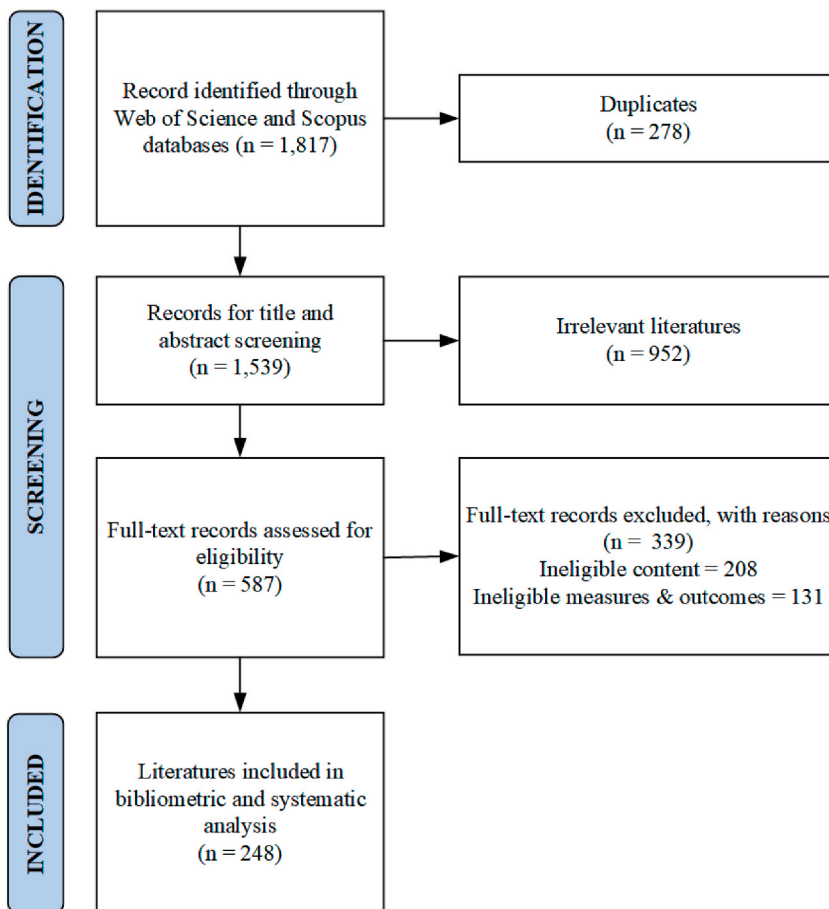 IDENTIFICATION
Record identified through
Web of Science and Scopus
databases (n = 1,817)
Duplicates
(n = 278)
SCREENING
Records for title and
abstract screening
(n = 1,539)
Irrelevant literatures
(n = 952)
Full-text records assessed for
eligibility
(n = 587)
Full-text records excluded, with reasons
(n = 339)
Ineligible content = 208
Ineligible measures & outcomes = 131
INCLUDED
Literatures included in
bibliometric and systematic
analysis
(n = 248)